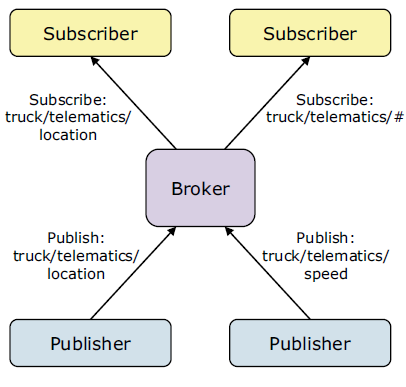 Subscriber
Subscriber
Subscribe:
truck/telematics/
location
Subscribe:
truck/telematics/#
Broker
Publish:
truck/telematics/
location
Publish:
truck/telematics/
speed
Publisher
Publisher